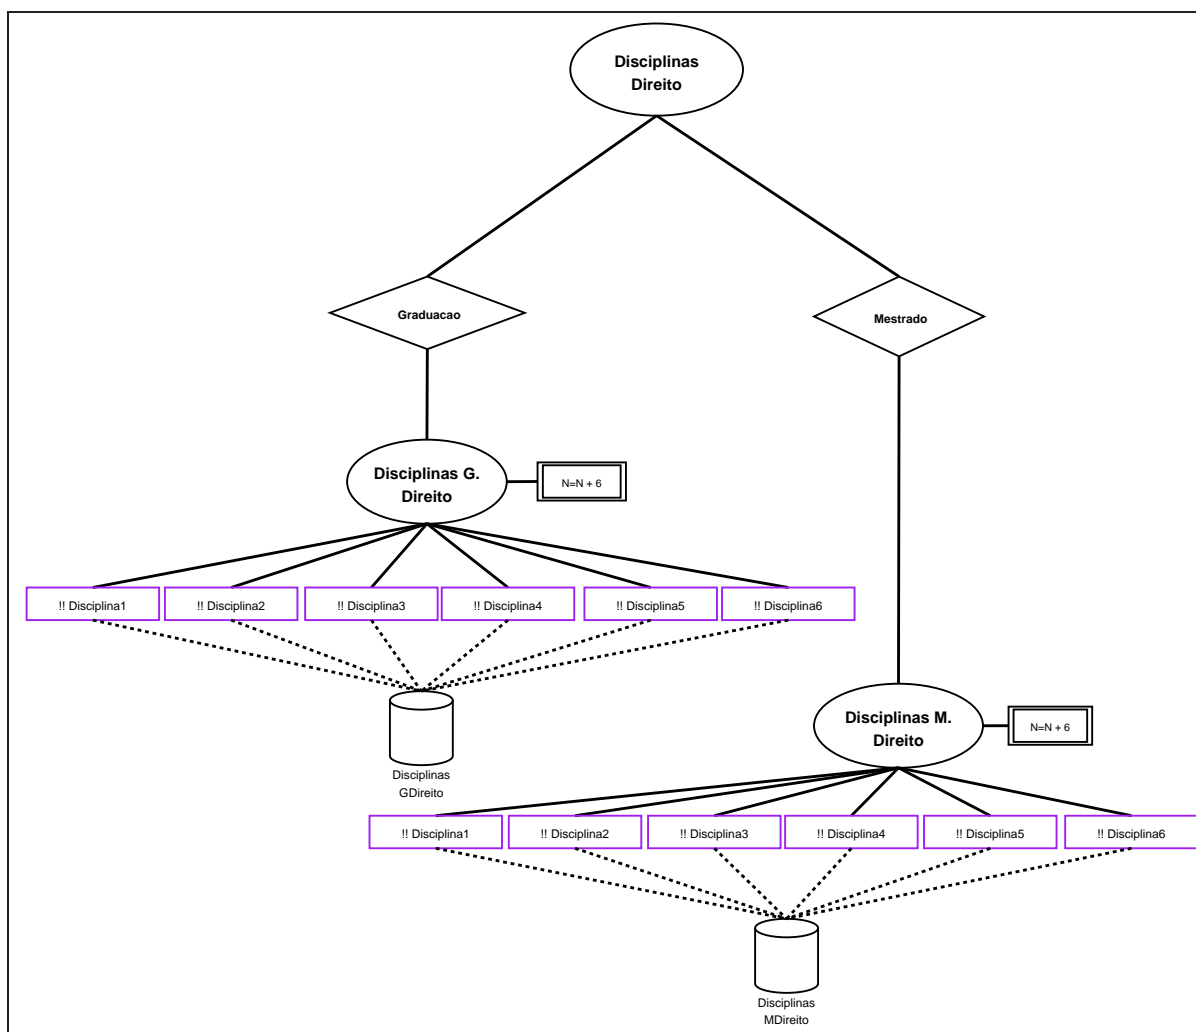 Disciplinas
Direito
Graduacao
Mestrado
Disciplinas G.
Direito
N=N + 6
!! Disciplina1
!! Disciplina2
!! Disciplina3
!! Disciplina4
!! Disciplina5
!! Disciplina6
Disciplinas
GDireito
Disciplinas M.
Direito
N=N + 6
!! Disciplina1
!! Disciplina2
!! Disciplina3
!! Disciplina4
!! Disciplina5
!! Disciplina6
Disciplinas
MDireito